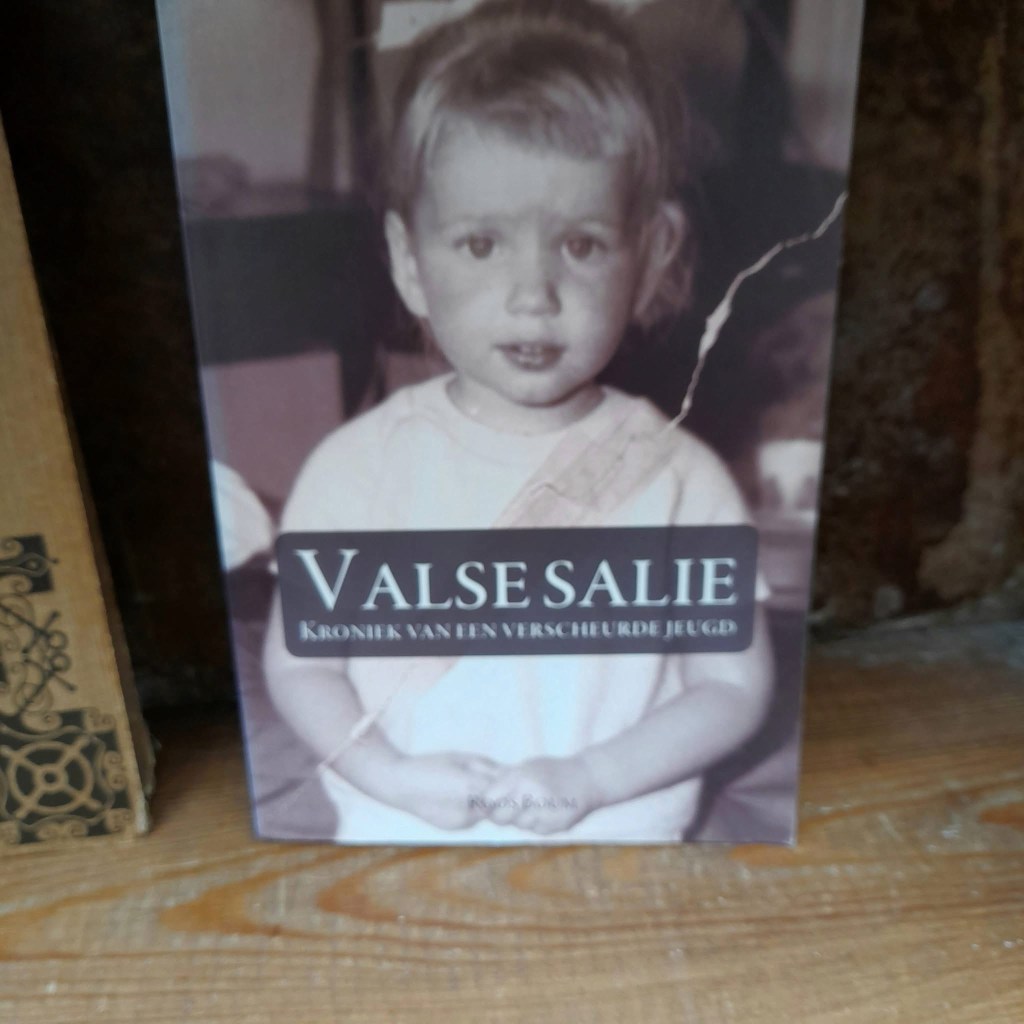 VALSE SALIE
KRONIEK VAN EEN VERSCHEURDE JEUGD